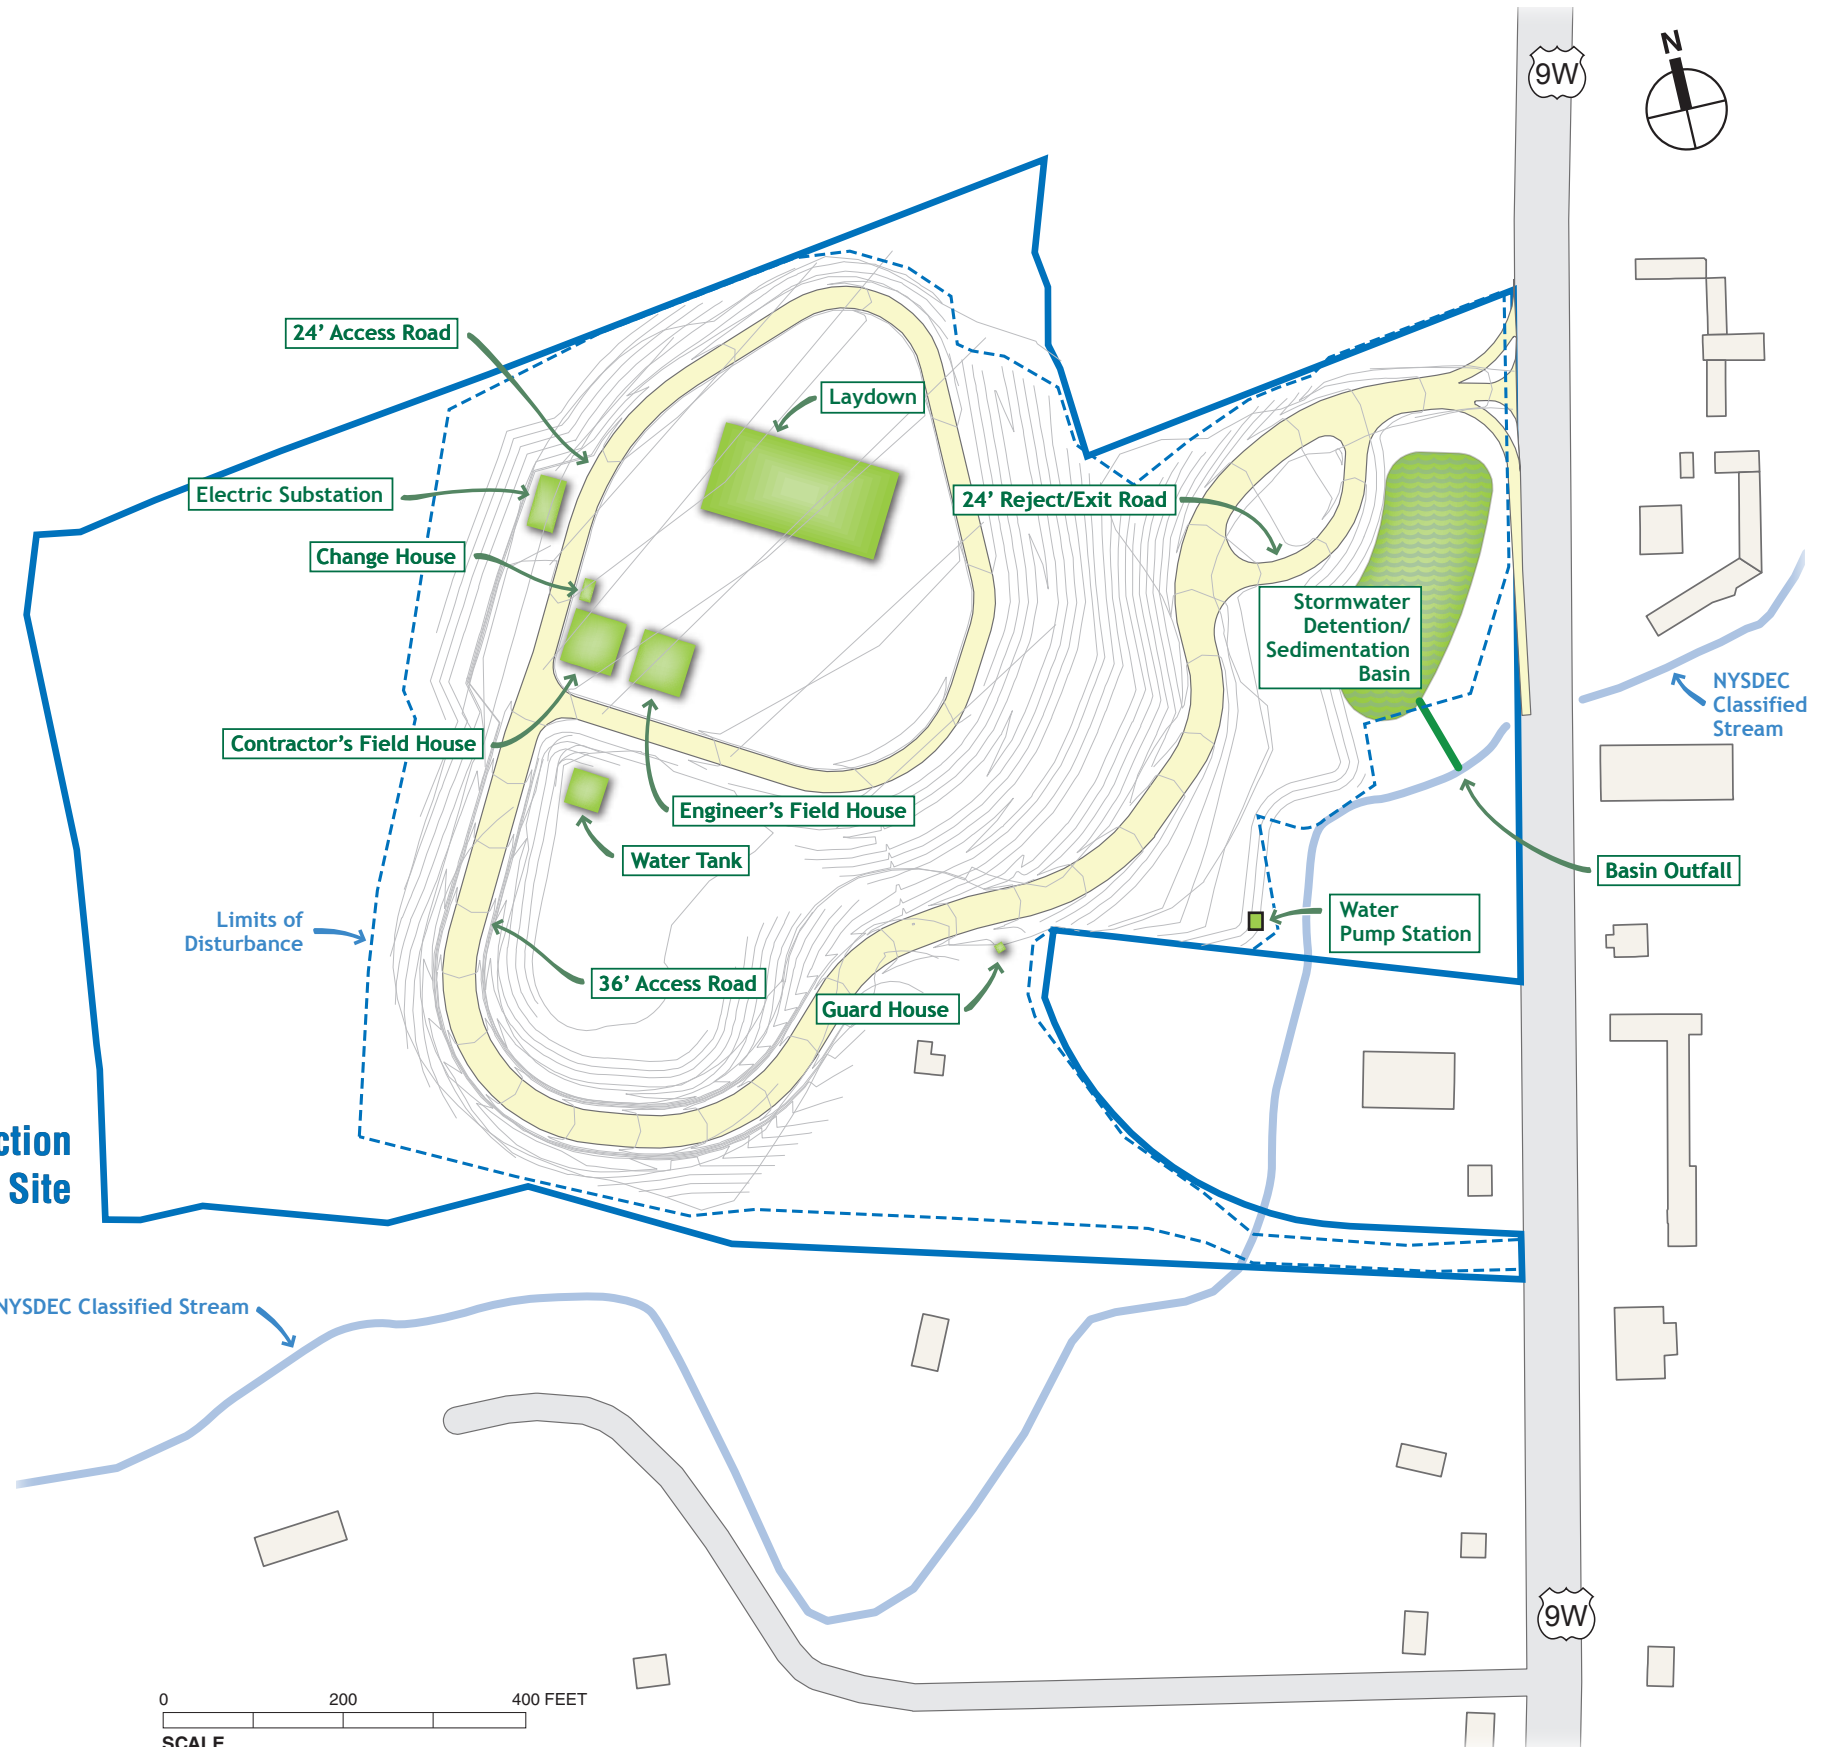 N
9W
24’ Access Road
Laydown
Electric Substation
24’ Reject/Exit Road
Change House
Stormwater
Detention/
Sedimentation
Basin
NYSDEC
Classified
Stream
Contractor’s Field House
Engineer’s Field House
Water Tank
Basin Outfall
Limits of
Disturbance
Water
Pump Station
36’ Access Road
Guard House
ction
Site
NYSDEC Classified Stream
9W
0 200 400 FEET
SCALE